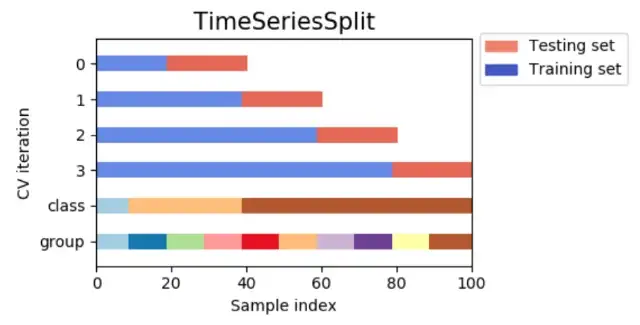 TimeSeriesSplit
Testing set
Training set
CV iteration
0
1
2
3
class
group
0 20 40 60 80 100
Sample index